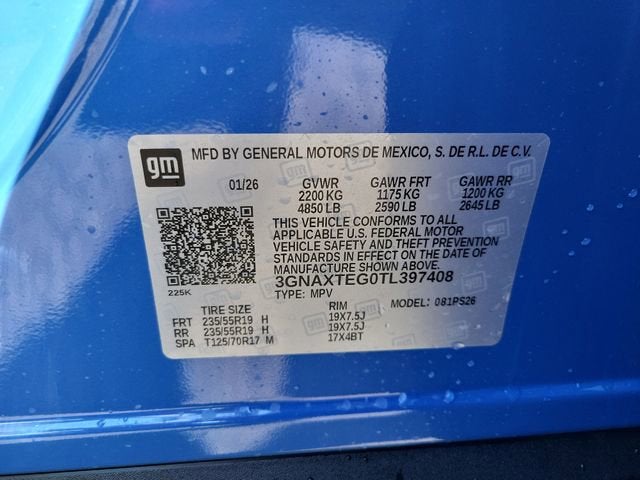 gm MFD BY GENERAL MOTORS DE MEXICO, S. DE R.L. DE C.V.
01/26 GVWR GAWR FRT GAWR RR
2200 KG 1175 KG 1200 KG
4850 LB 2590 LB 2645 LB
THIS VEHICLE CONFORMS TO ALL
APPLICABLE U.S. FEDERAL MOTOR
VEHICLE SAFETY AND THEFT PREVENTION
STANDARDS IN EFFECT ON THE DATE OF
MANUFACTURE SHOWN ABOVE.
3GNAXTEG0TL397408
225K TYPE: MPV MODEL: 081PS26
TIRE SIZE RIM
FRT 235/55R19 H 19X7.5J
RR 235/55R19 H 19X7.5J
SPA T125/70R17 M 17X4BT